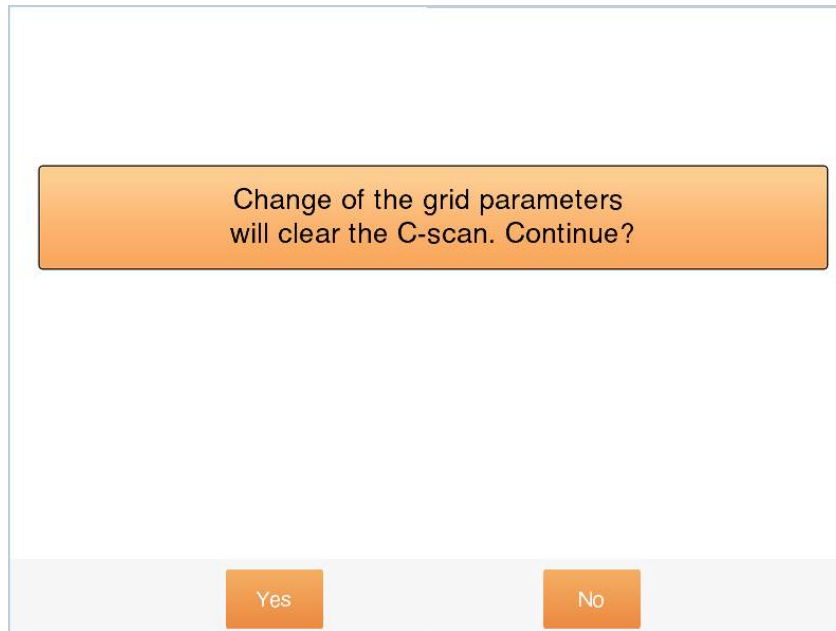 Change of the grid parameters
will clear the C-scan. Continue?
Yes
No